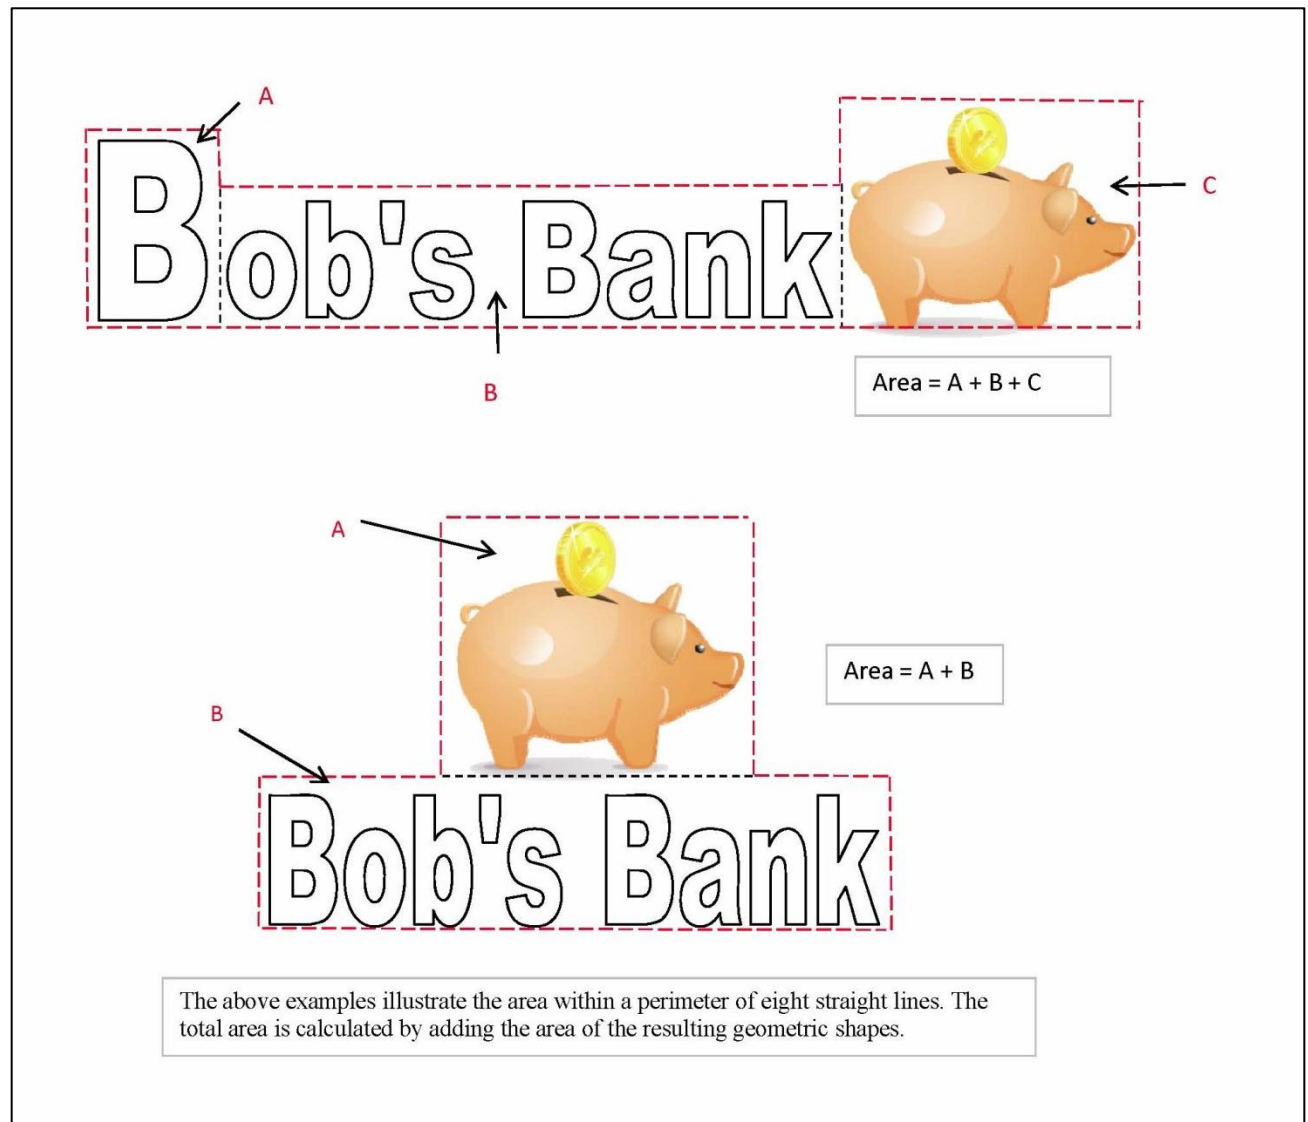 A
C
Bob's Bank
B
Area = A + B + C
A
Area = A + B
B
Bob's Bank
The above examples illustrate the area within a perimeter of eight straight lines. The
total area is calculated by adding the area of the resulting geometric shapes.